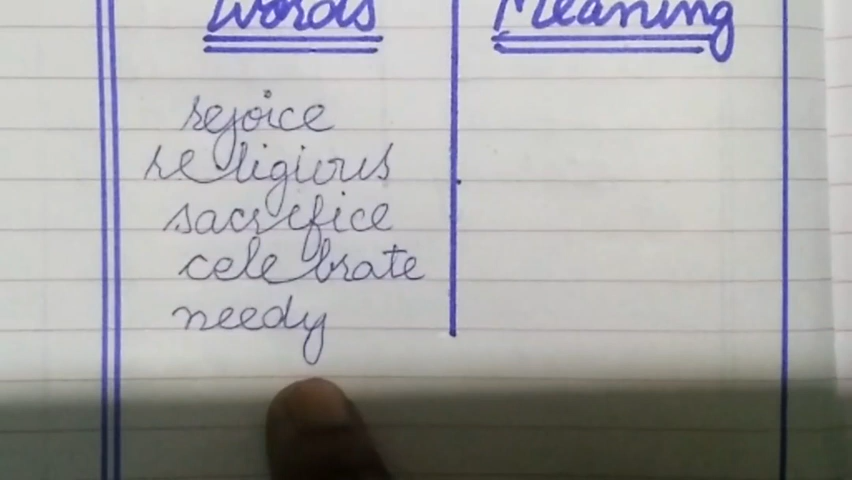 Words Meaning
rejoice
religious
sacrifice
celebrate
needy